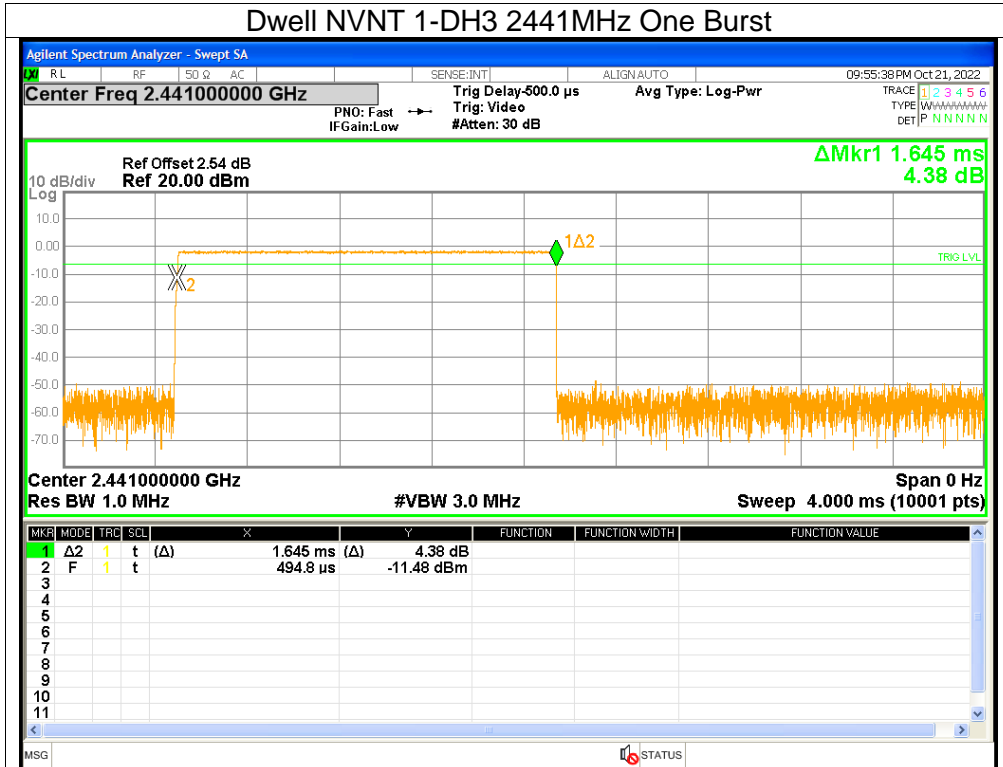 Dwell NVNT 1-DH3 2441MHz One Burst
Agilent Spectrum Analyzer - Swept SA
LXI RL RF 50 Ω AC SENSE:INT ALIGN AUTO 09:55:38 PM Oct 21, 2022
Center Freq 2.441000000 GHz
PNO: Fast
IFGain:Low
Trig Delay-500.0 µs
Trig: Video
#Atten: 30 dB
Avg Type: Log-Pwr
TRACE 1 2 3 4 5 6
TYPE W
DET P N N N N N
ΔMkr1 1.645 ms
4.38 dB
Ref Offset 2.54 dB
10 dB/div Ref 20.00 dBm
Log
10.0
0.00
-10.0
-20.0
-30.0
-40.0
-50.0
-60.0
-70.0
1Δ2
TRIG LVL
2
Center 2.441000000 GHz Span 0 Hz
Res BW 1.0 MHz #VBW 3.0 MHz Sweep 4.000 ms (10001 pts)
MKR MODE TRC SCL X Y FUNCTION FUNCTION WIDTH FUNCTION VALUE
1 Δ2 1 t (Δ) 1.645 ms (Δ) 4.38 dB
2 F 1 t 494.8 µs -11.48 dBm
3
4
5
6
7
8
9
10
11
MSG STATUS